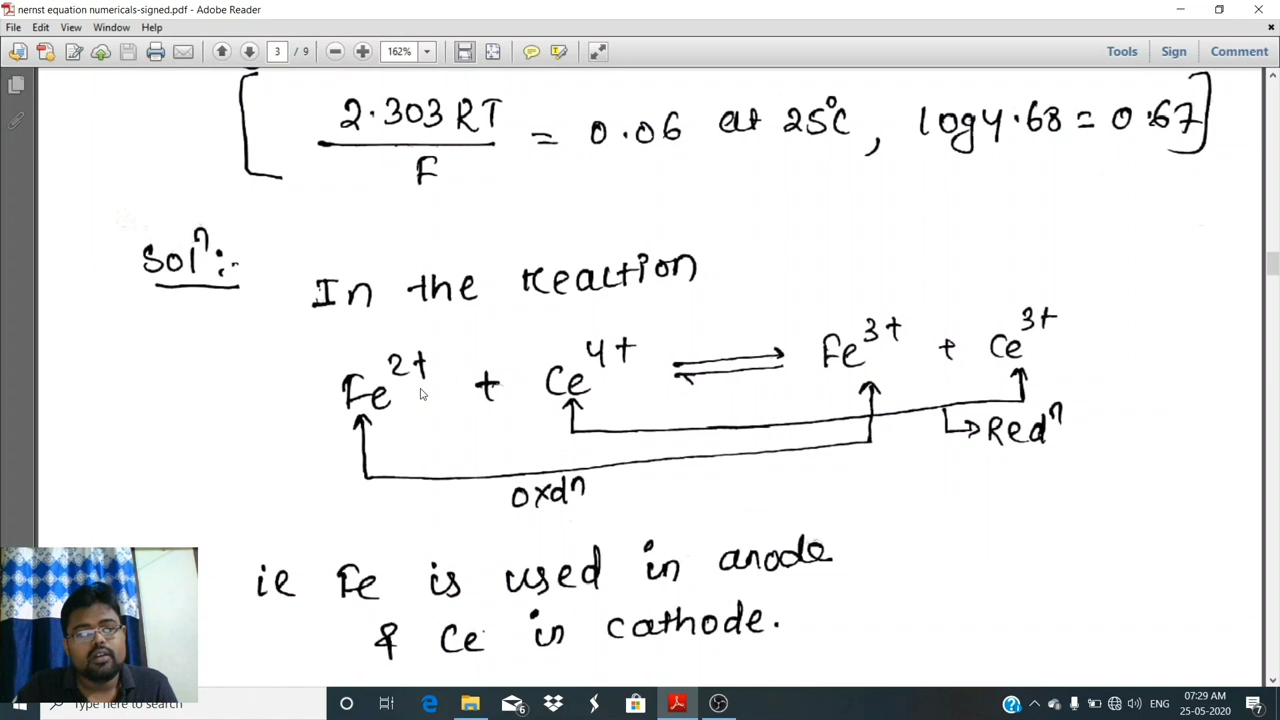 nernst equation numericals-signed.pdf - Adobe Reader
File Edit View Window Help
3 / 9 162% Tools Sign Comment
2.303 RT / F = 0.06 at 25°C, log 4.68 = 0.67]
Solⁿ:-
In the reaction
Fe²⁺ + Ce⁴⁺ ⇌ Fe³⁺ + Ce³⁺
Redⁿ
Oxdⁿ
ie Fe is used in anode
& Ce in cathode.
Type here to search
6
ENG
07:29 AM
25-05-2020
7